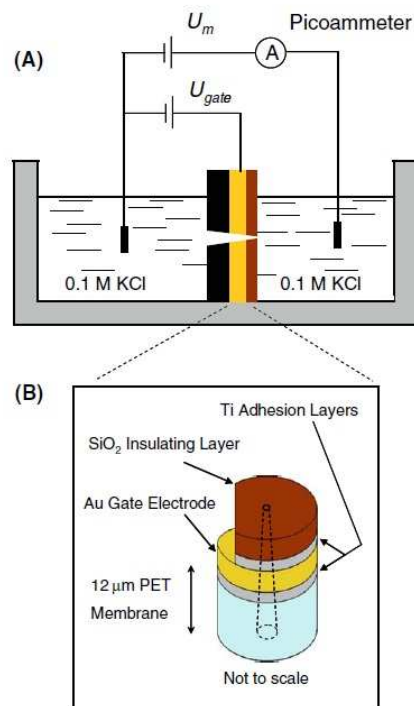 U_m
Picoammeter
(A)
A
U_gate
0.1 M KCl
0.1 M KCl
(B)
Ti Adhesion Layers
SiO₂ Insulating Layer
Au Gate Electrode
12 μm PET
Membrane
Not to scale